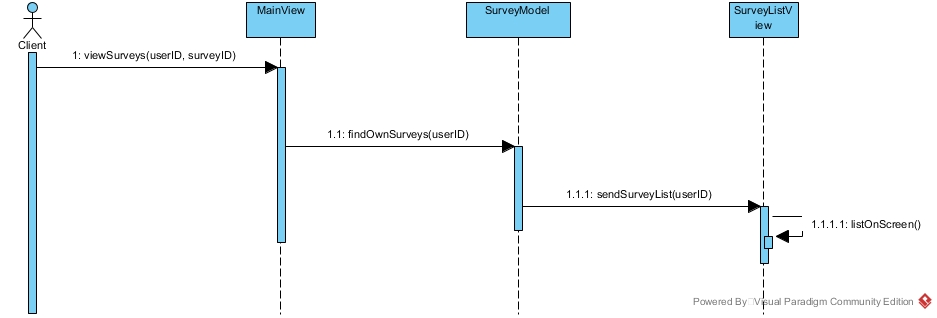 MainView
SurveyModel
SurveyListV
iew
Client
1: viewSurveys(userID, surveyID)
1.1: findOwnSurveys(userID)
1.1.1: sendSurveyList(userID)
1.1.1.1: listOnScreen()
Powered By Visual Paradigm Community Edition